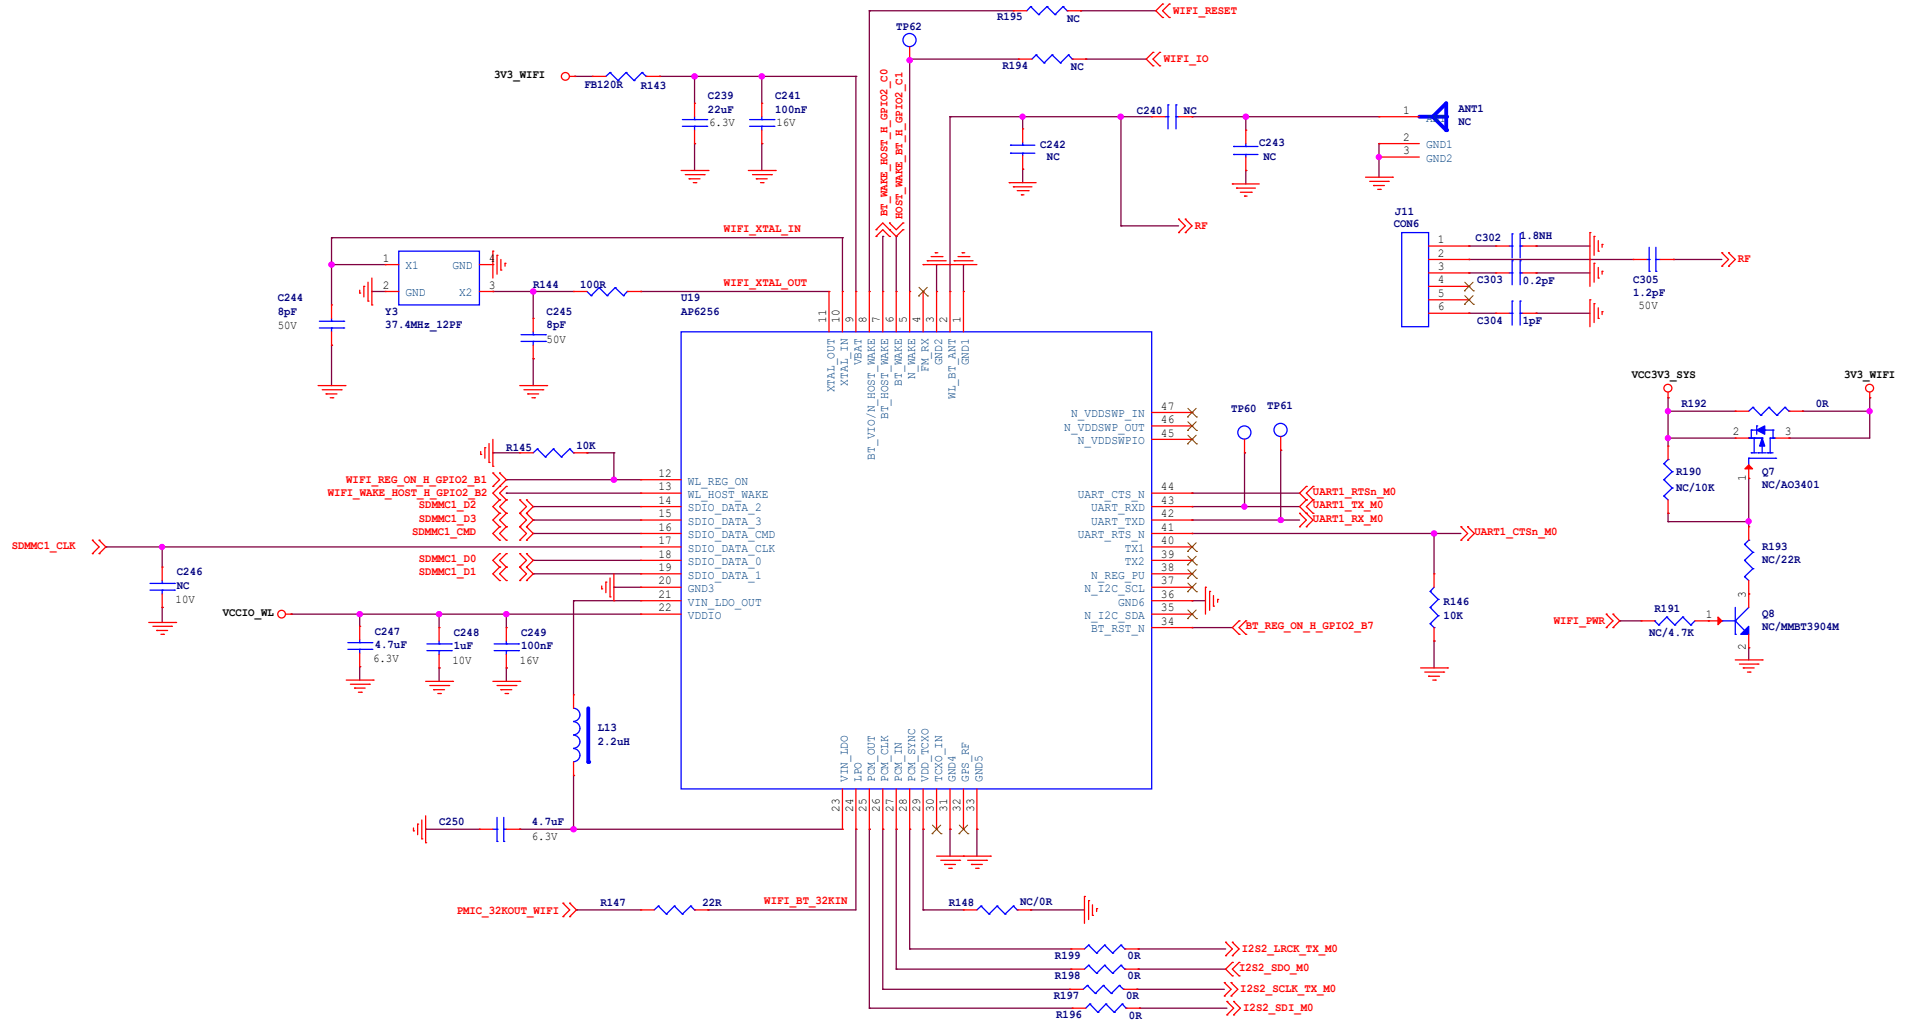 R195
NC
WIFI_RESET
TP62
R194
NC
WIFI_IO
3V3_WIFI
FB120R
R143
C239
22uF
6.3V
C241
100nF
16V
BT_WAKE_HOST_H_GPIO2_C0
HOST_WAKE_BT_H_GPIO2_C1
C240
NC
1
ANT1
NC
2
GND1
3
GND2
C242
NC
C243
NC
RF
J11
CON6
1
2
3
4
5
6
C302
1.8NH
C303
0.2pF
C304
1pF
C305
1.2pF
50V
RF
WIFI_XTAL_IN
1
X1
GND
4
2
GND
X2
3
Y3
37.4MHz_12PF
C244
8pF
50V
R144
100R
WIFI_XTAL_OUT
C245
8pF
50V
U19
AP6256
11
10
9
8
7
6
5
4
3
2
1
XTAL_OUT
XTAL_IN
VBAT
BT_VIO/N_HOST_WAKE
BT_HOST_WAKE
BT_WAKE
N_WAKE
FM_RX
GND2
WL_BT_ANT
GND1
VCC3V3_SYS
3V3_WIFI
R192
0R
2
3
Q7
NC/AO3401
1
R190
NC/10K
R193
NC/22R
3
Q8
NC/MMBT3904M
1
2
WIFI_PWR
R191
NC/4.7K
N_VDDSWP_IN
47
N_VDDSWP_OUT
46
N_VDDSWPIO
45
TP60
TP61
UART_CTS_N
44
UART1_RTSn_M0
UART_RXD
43
UART1_TX_M0
UART_TXD
42
UART1_RX_M0
UART_RTS_N
41
UART1_CTSn_M0
TX1
40
TX2
39
N_REG_PU
38
N_I2C_SCL
37
GND6
36
N_I2C_SDA
35
BT_RST_N
34
BT_REG_ON_H_GPIO2_B7
R146
10K
R145
10K
WIFI_REG_ON_H_GPIO2_B1
12
WL_REG_ON
WIFI_WAKE_HOST_H_GPIO2_B2
13
WL_HOST_WAKE
SDMMC1_D2
14
SDIO_DATA_2
SDMMC1_D3
15
SDIO_DATA_3
SDMMC1_CMD
16
SDIO_DATA_CMD
SDMMC1_CLK
17
SDIO_DATA_CLK
SDMMC1_D0
18
SDIO_DATA_0
SDMMC1_D1
19
SDIO_DATA_1
20
GND3
21
VIN_LDO_OUT
22
VDDIO
C246
NC
10V
VCCIO_WL
C247
4.7uF
6.3V
C248
1uF
10V
C249
100nF
16V
L13
2.2uH
C250
4.7uF
6.3V
VIN_LDO
LPO
PCM_OUT
PCM_CLK
PCM_IN
PCM_SYNC
VDD_TCXO
TCXO_IN
GND4
GPS_RF
GND5
23
24
25
26
27
28
29
30
31
32
33
PMIC_32KOUT_WIFI
R147
22R
WIFI_BT_32KIN
R148
NC/0R
R199
0R
I2S2_LRCK_TX_M0
R198
0R
I2S2_SDO_M0
R197
0R
I2S2_SCLK_TX_M0
R196
0R
I2S2_SDI_M0